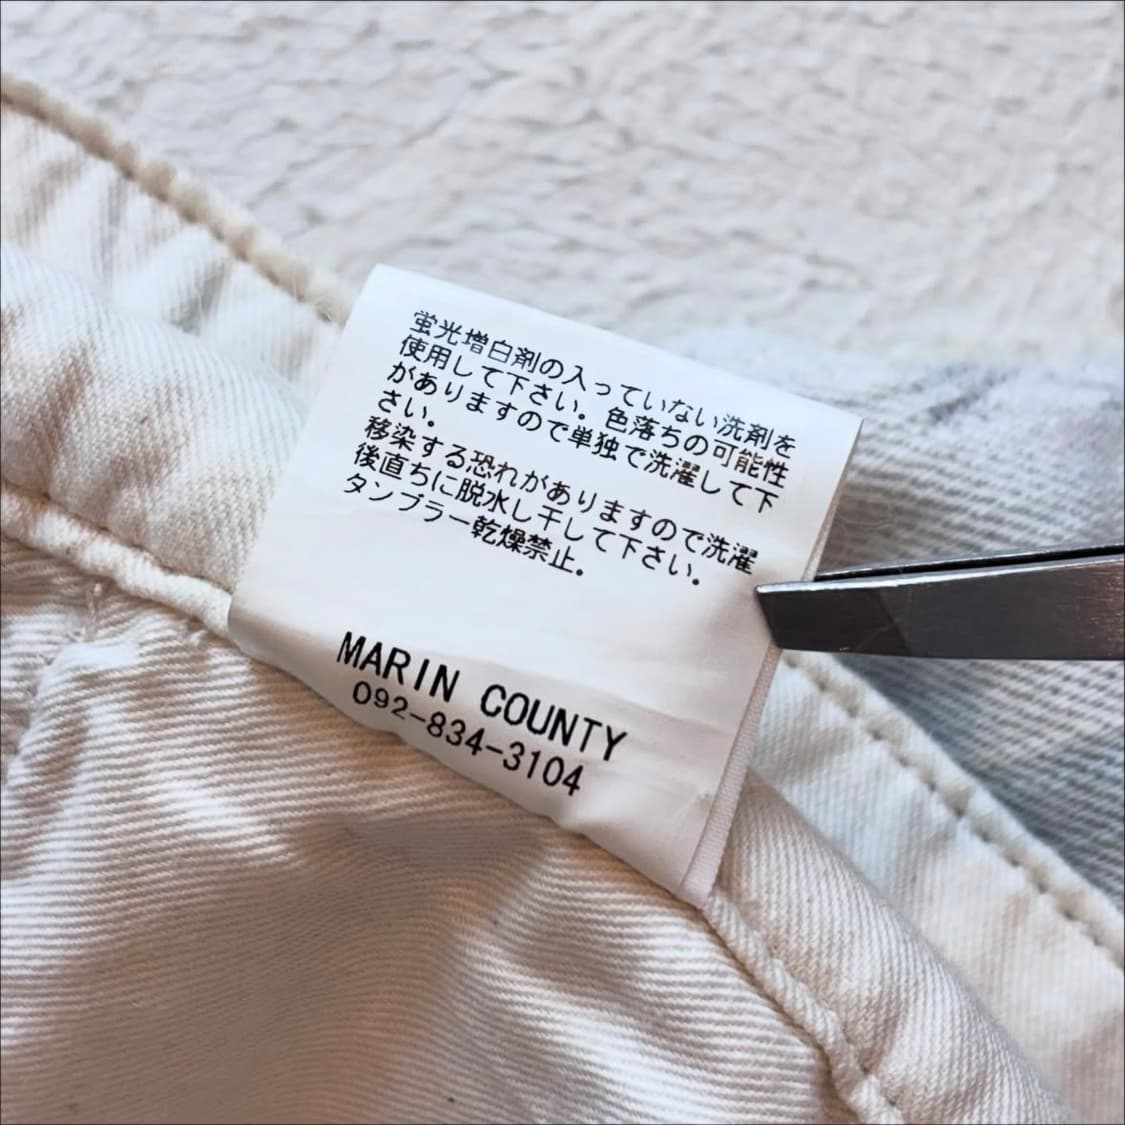 蛍光増白剤の入っていない洗剤を
使用して下さい。色落ちの可能性
がありますので単独で洗濯して下
さい。
移染する恐れがありますので洗濯
後直ちに脱水し干して下さい。
タンブラー乾燥禁止。
MARIN COUNTY
092-834-3104